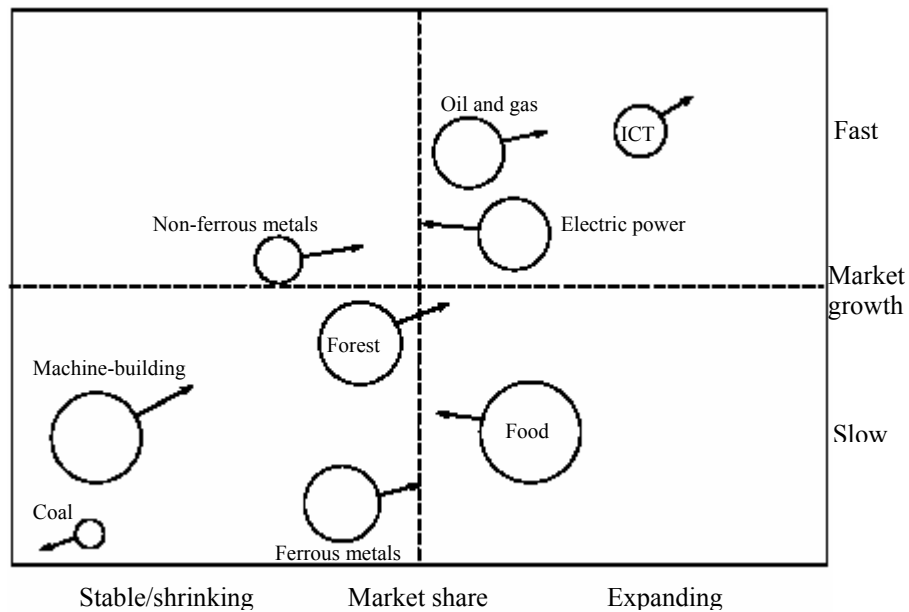 Oil and gas
ICT
Fast
Non-ferrous metals
Electric power
Market
growth
Forest
Machine-building
Food
Slow
Coal
Ferrous metals
Stable/shrinking
Market share
Expanding